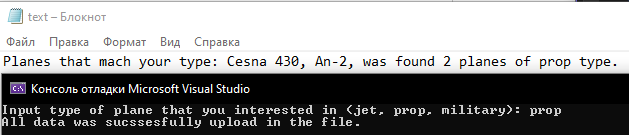 text – Блокнот
Файл Правка Формат Вид Справка
Planes that mach your type: Cesna 430, An-2, was found 2 planes of prop type.
Консоль отладки Microsoft Visual Studio
Input type of plane that you interested in (jet, prop, military): prop
All data was sucssesfully upload in the file.